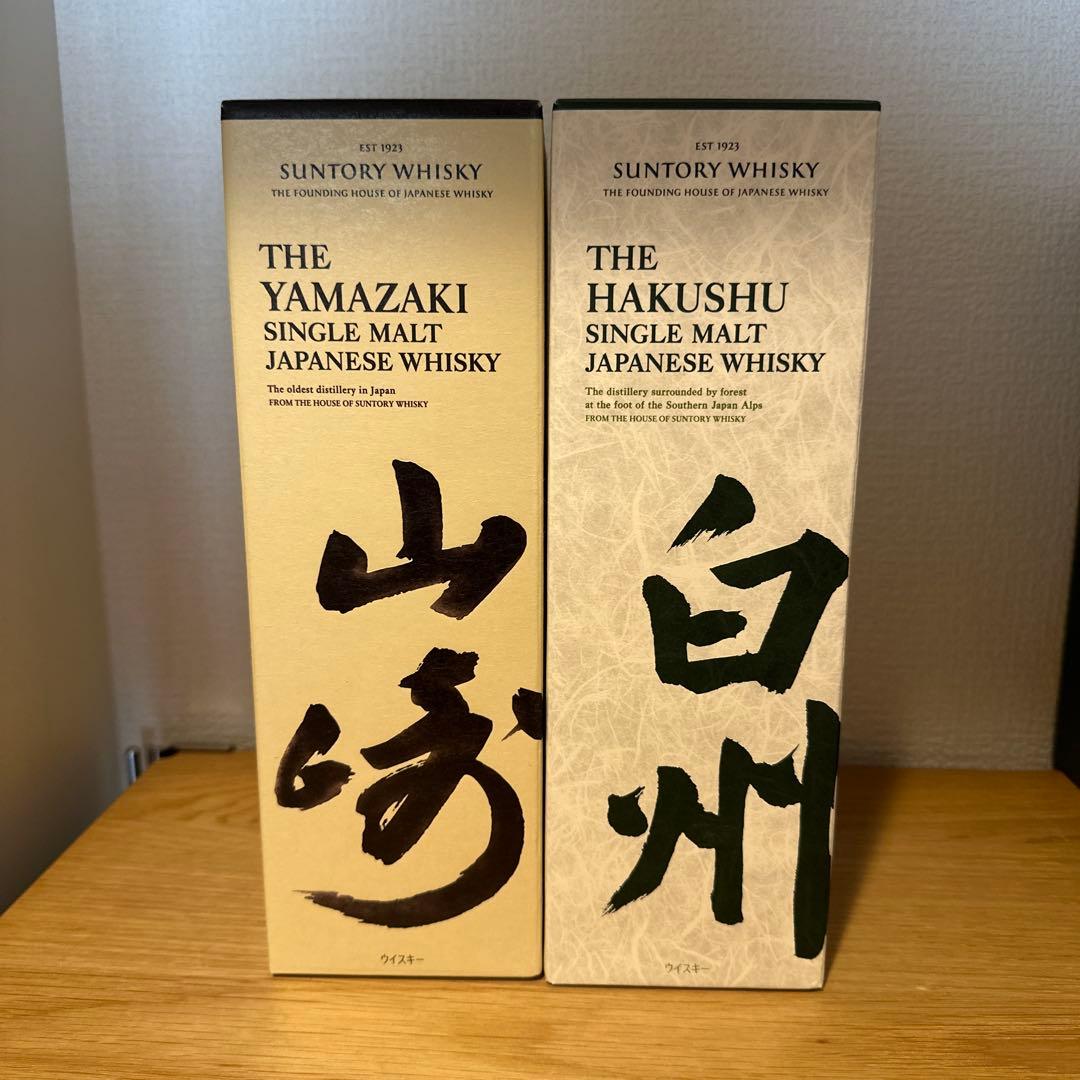 EST 1923
SUNTORY WHISKY
THE FOUNDING HOUSE OF JAPANESE WHISKY
THE
YAMAZAKI
SINGLE MALT
JAPANESE WHISKY
The oldest distillery in Japan
FROM THE HOUSE OF SUNTORY WHISKY
山
崎
ウイスキー
EST 1923
SUNTORY WHISKY
THE FOUNDING HOUSE OF JAPANESE WHISKY
THE
HAKUSHU
SINGLE MALT
JAPANESE WHISKY
The distillery surrounded by forest
at the foot of the Southern Japan Alps
FROM THE HOUSE OF SUNTORY WHISKY
白
州
ウイスキー